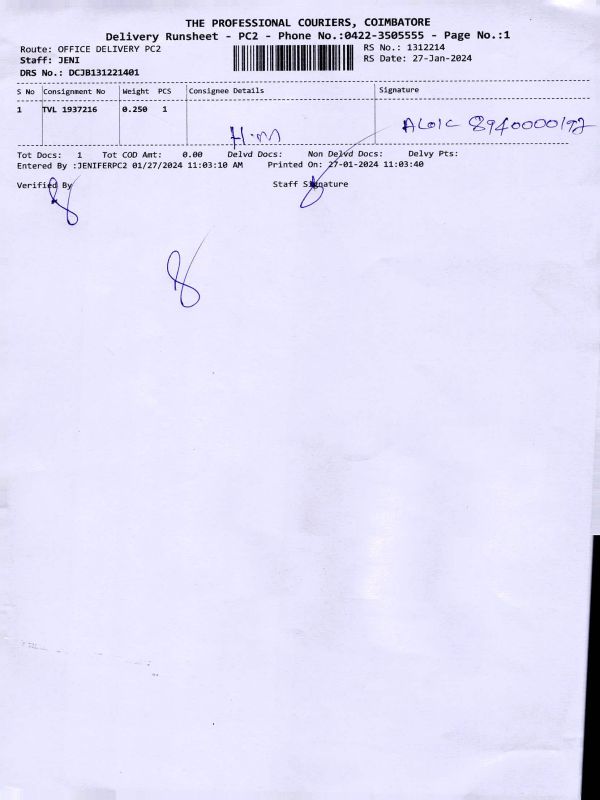 THE PROFESSIONAL COURIERS, COIMBATORE
Delivery Runsheet - PC2 - Phone No.:0422-3505555 - Page No.:1
Route: OFFICE DELIVERY PC2 RS No.: 1312214
Staff: JENI RS Date: 27-Jan-2024
DRS No.: DCJB131221401
S No Consignment No Weight PCS Consignee Details Signature
1 TVL 1937216 0.250 1
8940000192
Tot Docs: 1 Tot COD Amt: 0.00 Delvd Docs: Non Delvd Docs: Delvy Pts:
Entered By :JENIFERPC2 01/27/2024 11:03:10 AM Printed On: 27-01-2024 11:03:40
Verified By Staff Signature